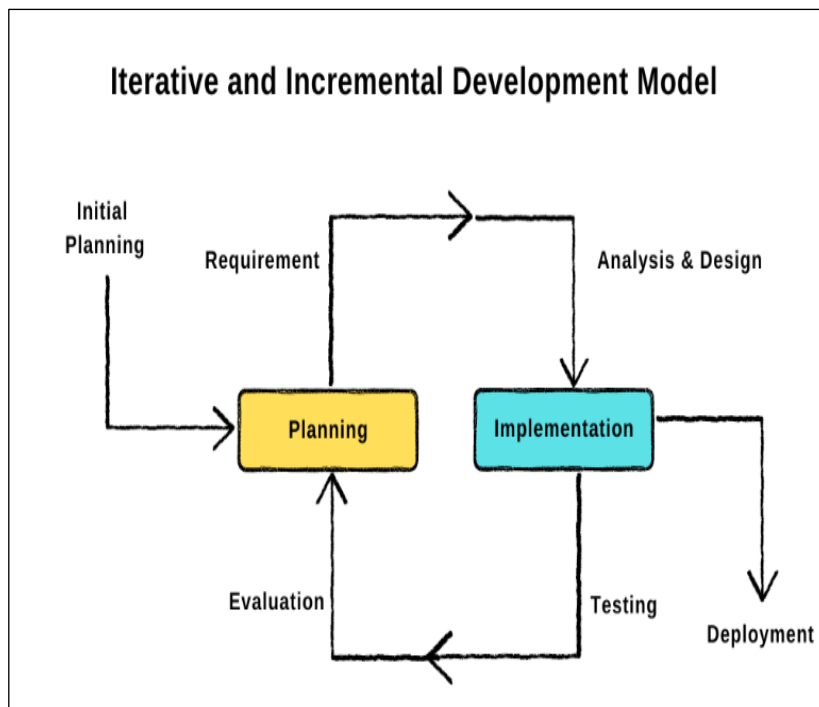 Iterative and Incremental Development Model
Initial
Planning
Requirement
Analysis & Design
Planning
Implementation
Evaluation
Testing
Deployment